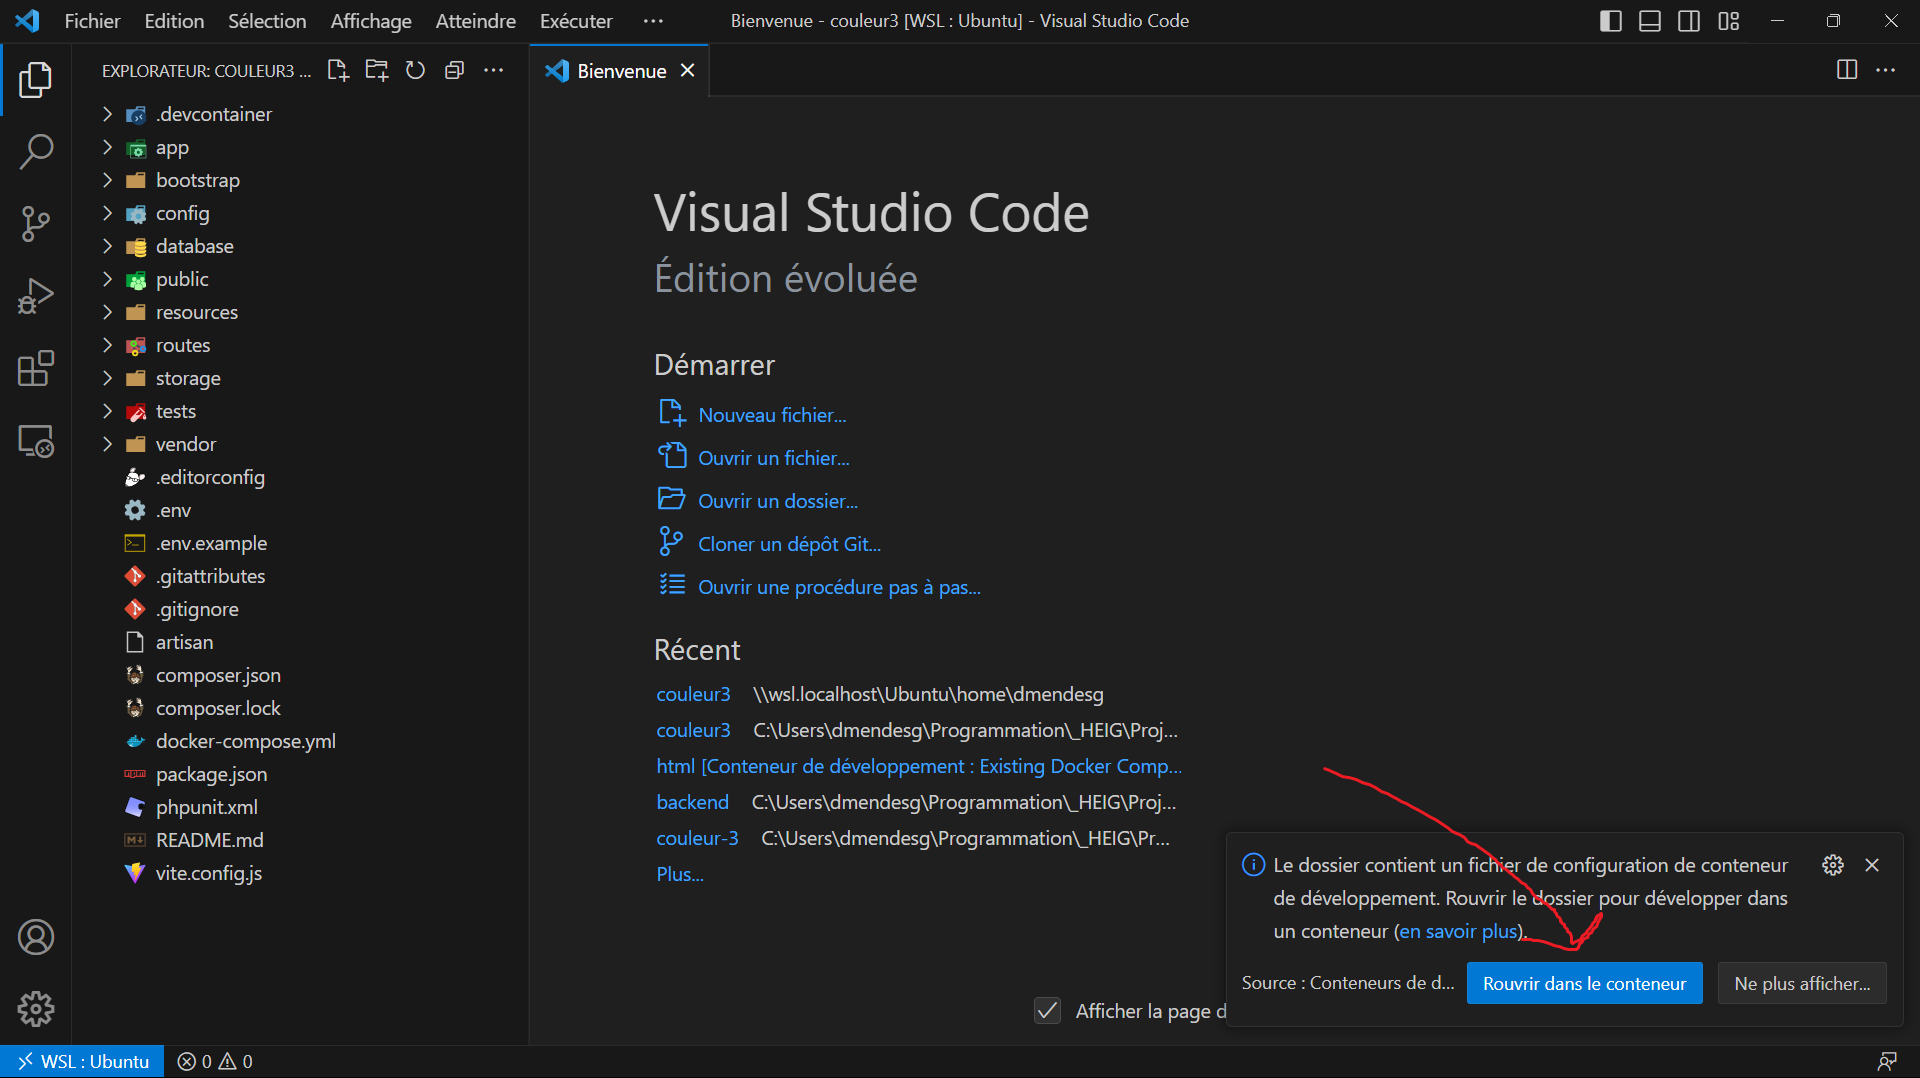 Fichier Edition Sélection Affichage Atteindre Exécuter ··· Bienvenue - couleur3 [WSL : Ubuntu] - Visual Studio Code
EXPLORATEUR: COULEUR3 ...
Bienvenue
.devcontainer
app
bootstrap
config
database
public
resources
routes
storage
tests
vendor
.editorconfig
.env
.env.example
.gitattributes
.gitignore
artisan
composer.json
composer.lock
docker-compose.yml
package.json
phpunit.xml
README.md
vite.config.js
Visual Studio Code
Édition évoluée
Démarrer
Nouveau fichier...
Ouvrir un fichier...
Ouvrir un dossier...
Cloner un dépôt Git...
Ouvrir une procédure pas à pas...
Récent
couleur3 \\wsl.localhost\Ubuntu\home\dmendesg
couleur3 C:\Users\dmendesg\Programmation\_HEIG\Proj...
html [Conteneur de développement : Existing Docker Comp...
backend C:\Users\dmendesg\Programmation\_HEIG\Proj...
couleur-3 C:\Users\dmendesg\Programmation\_HEIG\Pr...
Plus...
Afficher la page d
Le dossier contient un fichier de configuration de conteneur
de développement. Rouvrir le dossier pour développer dans
un conteneur (en savoir plus).
Source : Conteneurs de d...
Rouvrir dans le conteneur
Ne plus afficher...
WSL : Ubuntu 0 0